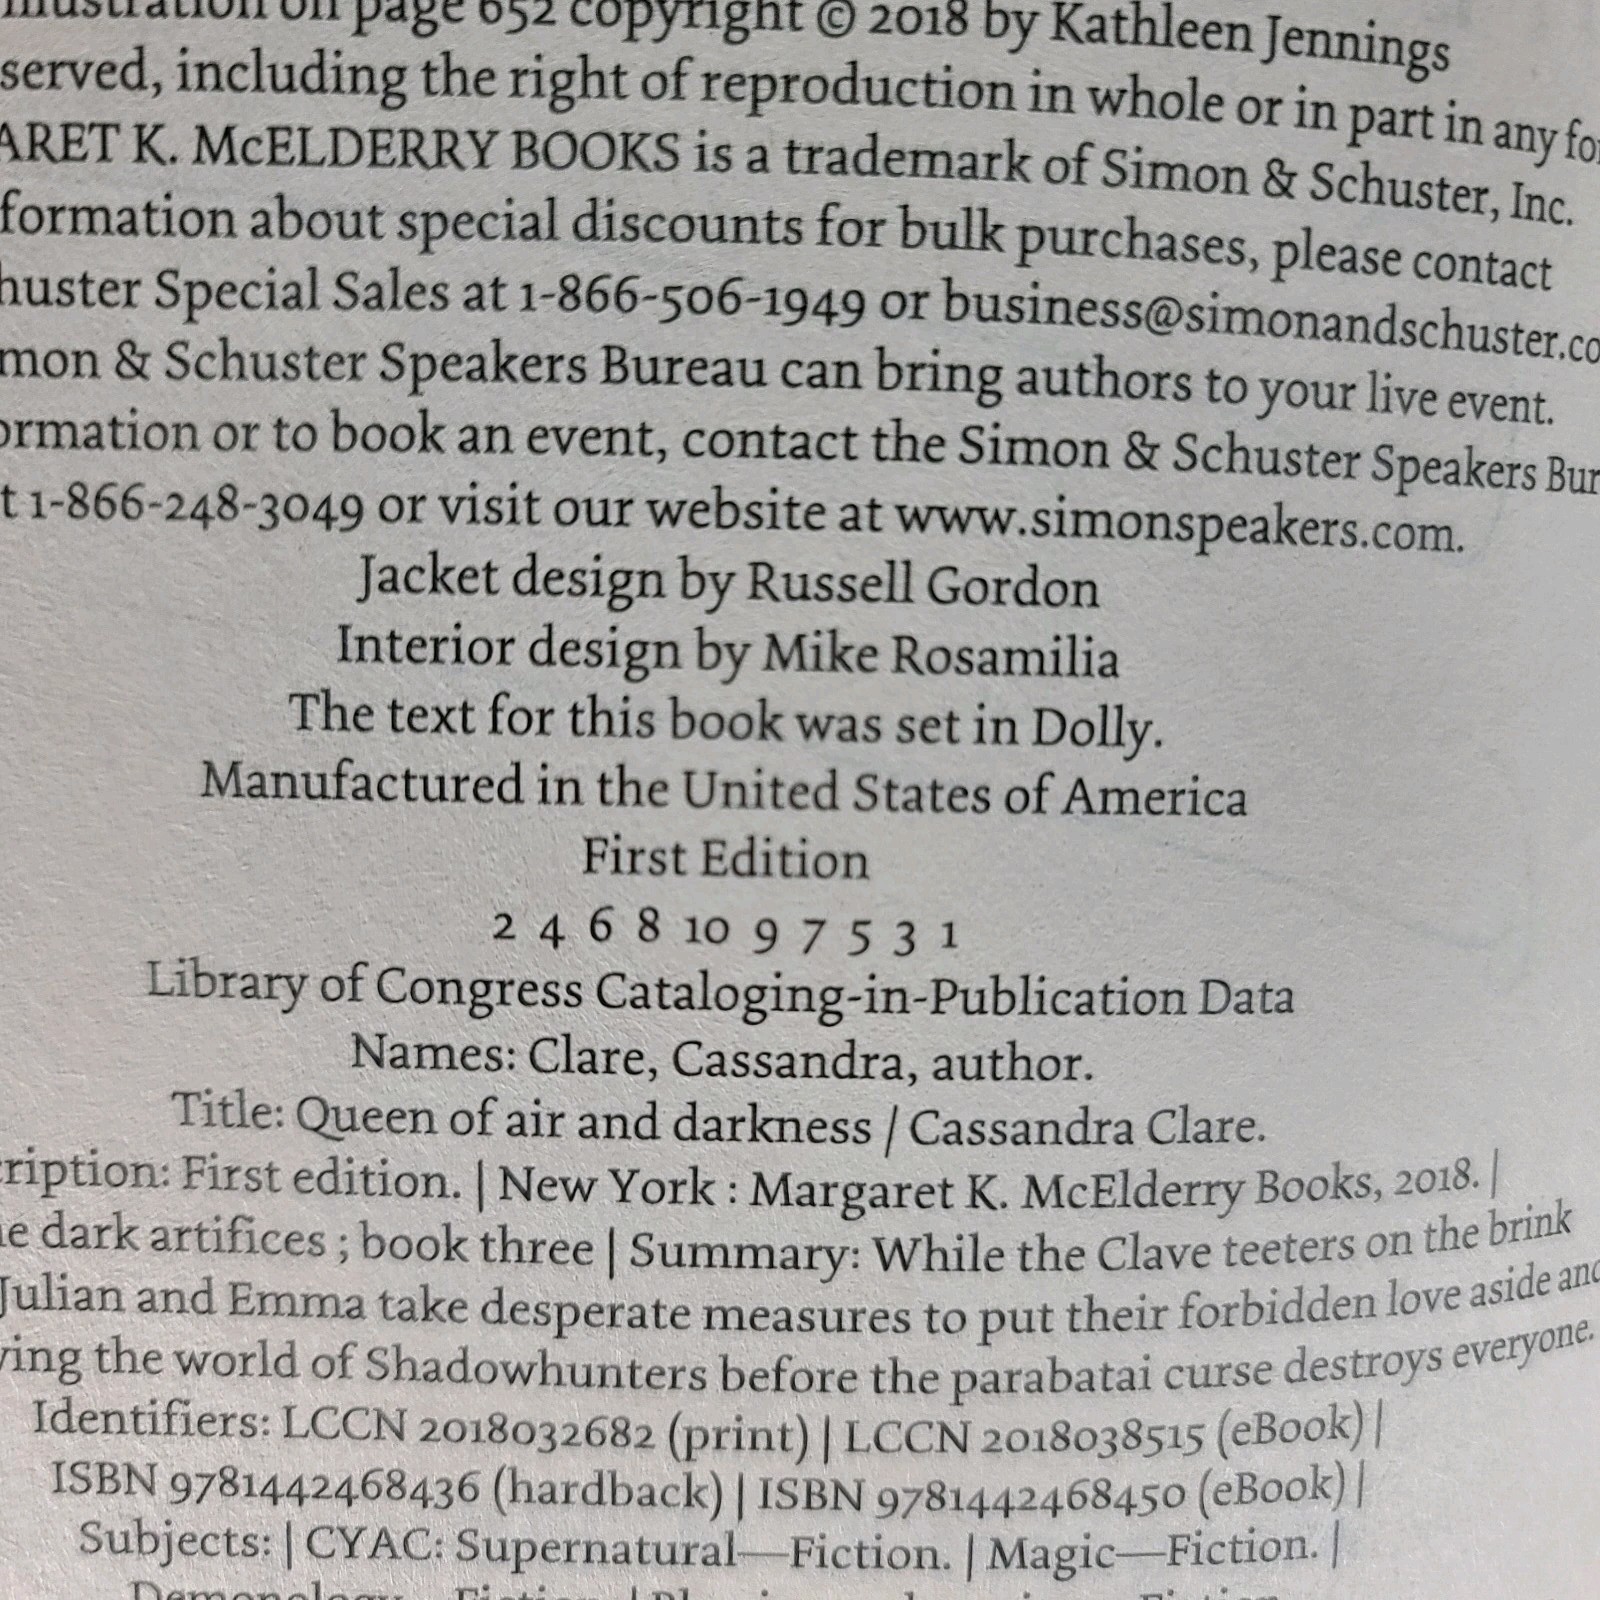 illustration on page 652 copyright © 2018 by Kathleen Jennings
served, including the right of reproduction in whole or in part in any for
ARET K. McELDERRY BOOKS is a trademark of Simon & Schuster, Inc.
formation about special discounts for bulk purchases, please contact
huster Special Sales at 1-866-506-1949 or business@simonandschuster.co
mon & Schuster Speakers Bureau can bring authors to your live event.
ormation or to book an event, contact the Simon & Schuster Speakers Bur
t 1-866-248-3049 or visit our website at www.simonspeakers.com.
Jacket design by Russell Gordon
Interior design by Mike Rosamilia
The text for this book was set in Dolly.
Manufactured in the United States of America
First Edition
2 4 6 8 10 9 7 5 3 1
Library of Congress Cataloging-in-Publication Data
Names: Clare, Cassandra, author.
Title: Queen of air and darkness / Cassandra Clare.
cription: First edition. | New York : Margaret K. McElderry Books, 2018. |
e dark artifices ; book three | Summary: While the Clave teeters on the brink
Julian and Emma take desperate measures to put their forbidden love aside and
ving the world of Shadowhunters before the parabatai curse destroys everyone.
Identifiers: LCCN 2018032682 (print) | LCCN 2018038515 (eBook) |
ISBN 9781442468436 (hardback) | ISBN 9781442468450 (eBook) |
Subjects: | CYAC: Supernatural—Fiction. | Magic—Fiction. |
Demonology—Fiction. |